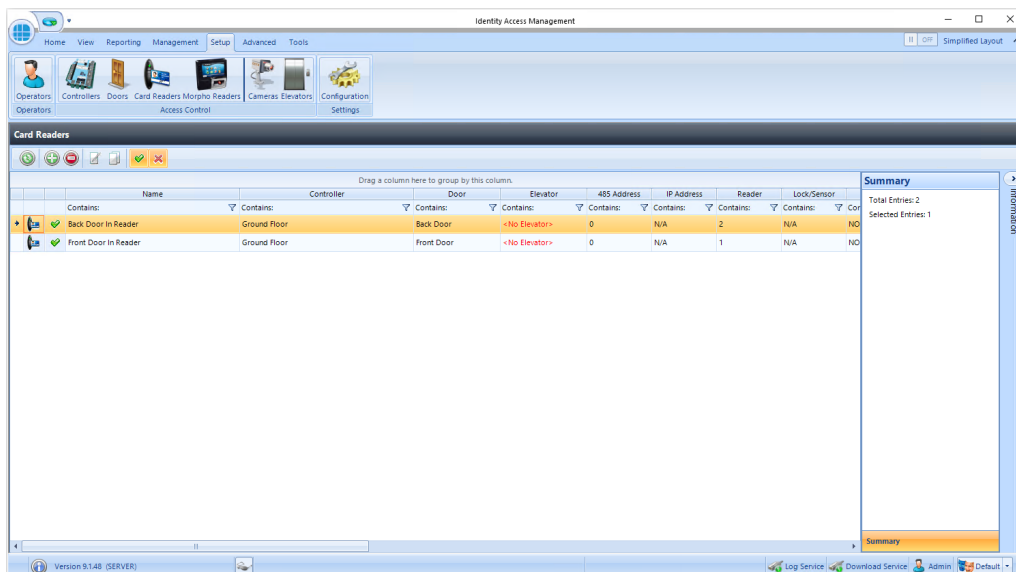 Identity Access Management
Home View Reporting Management Setup Advanced Tools
II OFF Simplified Layout
Operators Controllers Doors Card Readers Morpho Readers Cameras Elevators Configuration
Operators Access Control Settings
Card Readers
Drag a column here to group by this column.
Name Controller Door Elevator 485 Address IP Address Reader Lock/Sensor
Contains: Contains: Contains: Contains: Contains: Contains: Contains: Contains: Cor
Back Door In Reader Ground Floor Back Door <No Elevator> 0 N/A 2 N/A NO
Front Door In Reader Ground Floor Front Door <No Elevator> 0 N/A 1 N/A NO
Summary
Total Entries: 2
Selected Entries: 1
Information
Summary
Version 9.1.48 (SERVER)
Log Service Download Service Admin Default